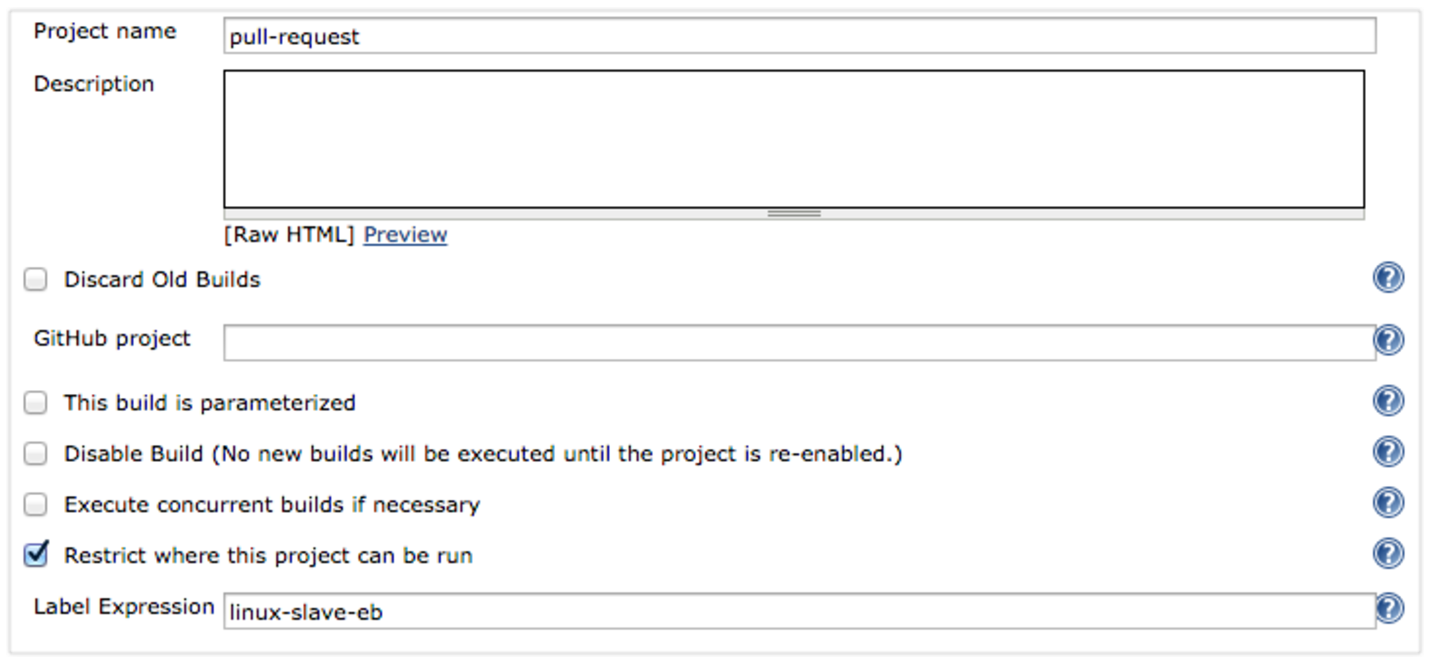 Project name pull-request
Description
[Raw HTML] Preview
Discard Old Builds ?
GitHub project ?
This build is parameterized ?
Disable Build (No new builds will be executed until the project is re-enabled.) ?
Execute concurrent builds if necessary ?
Restrict where this project can be run ?
Label Expression linux-slave-eb ?